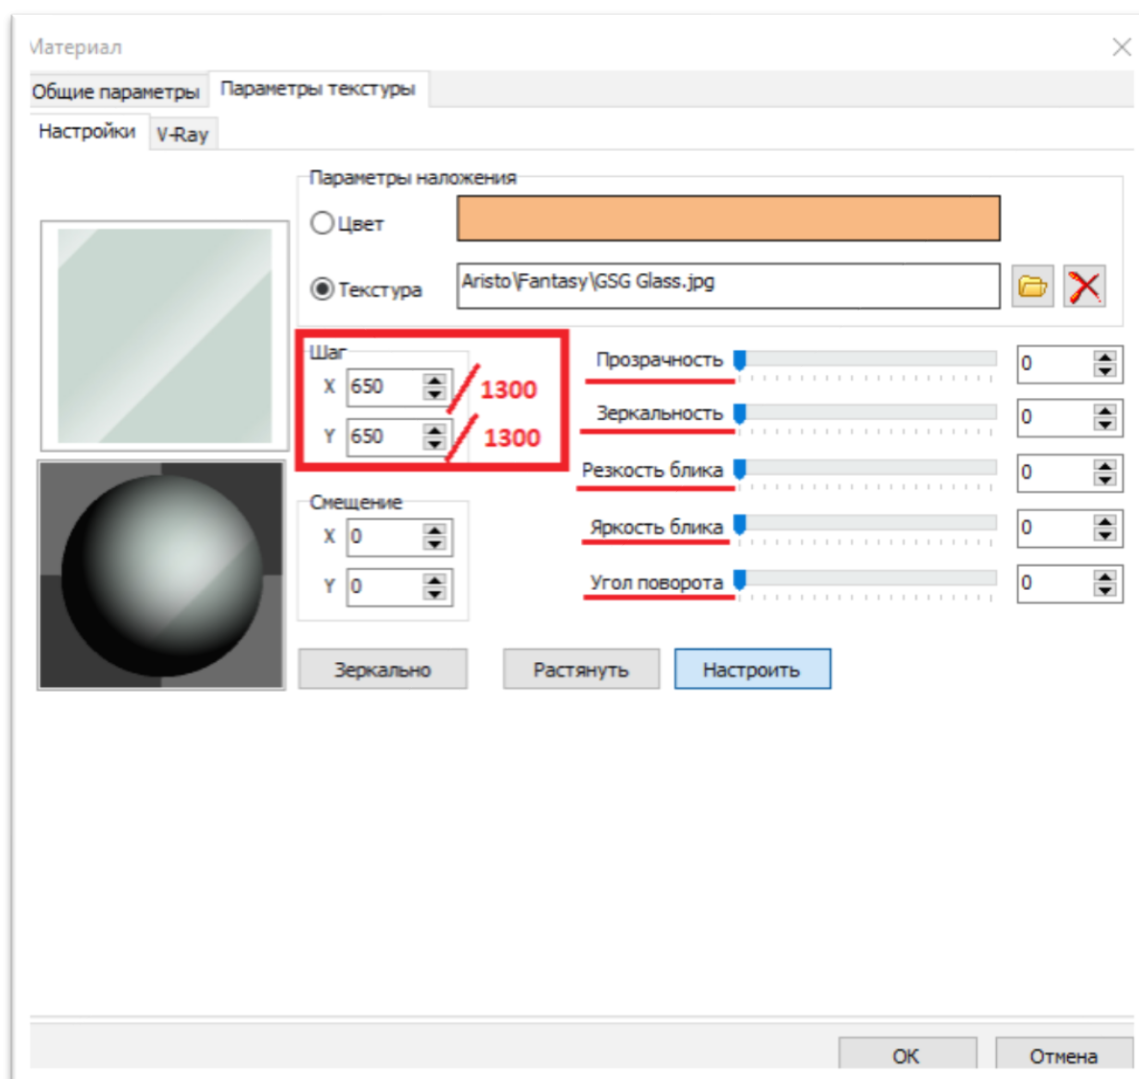 Материал
Общие параметры Параметры текстуры
Настройки V-Ray
Параметры наложения
Цвет
Текстура Aristo\Fantasy\GSG Glass.jpg
Шаг
X 650 / 1300
Y 650 / 1300
Прозрачность 0
Зеркальность 0
Резкость блика 0
Яркость блика 0
Угол поворота 0
Смещение
X 0
Y 0
Зеркально Растянуть Настроить
OK Отмена